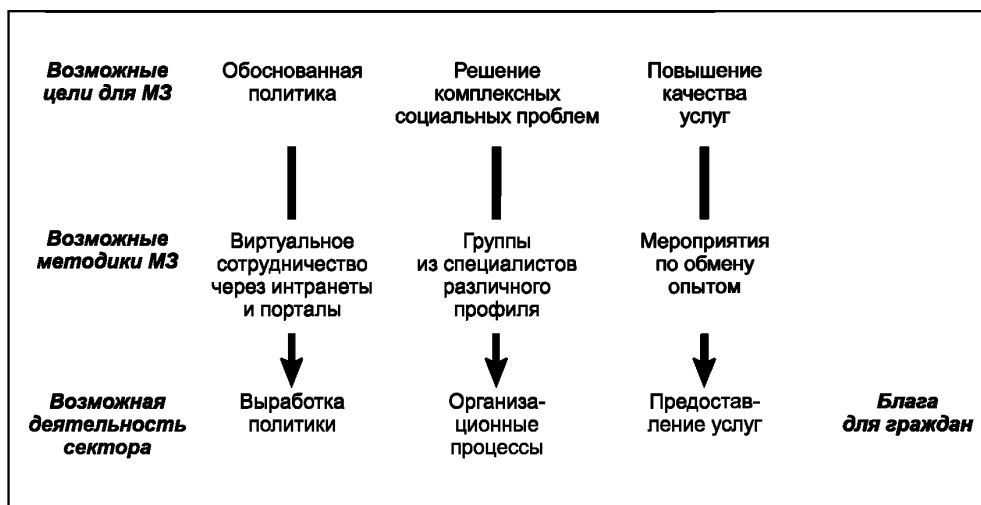 Возможные
цели для МЗ
Обоснованная
политика
Решение
комплексных
социальных проблем
Повышение
качества
услуг
Возможные
методики МЗ
Виртуальное
сотрудничество
через интранеты
и порталы
Группы
из специалистов
различного
профиля
Мероприятия
по обмену
опытом
Возможная
деятельность
сектора
Выработка
политики
Организа-
ционные
процессы
Предостав-
ление услуг
Блага
для граждан